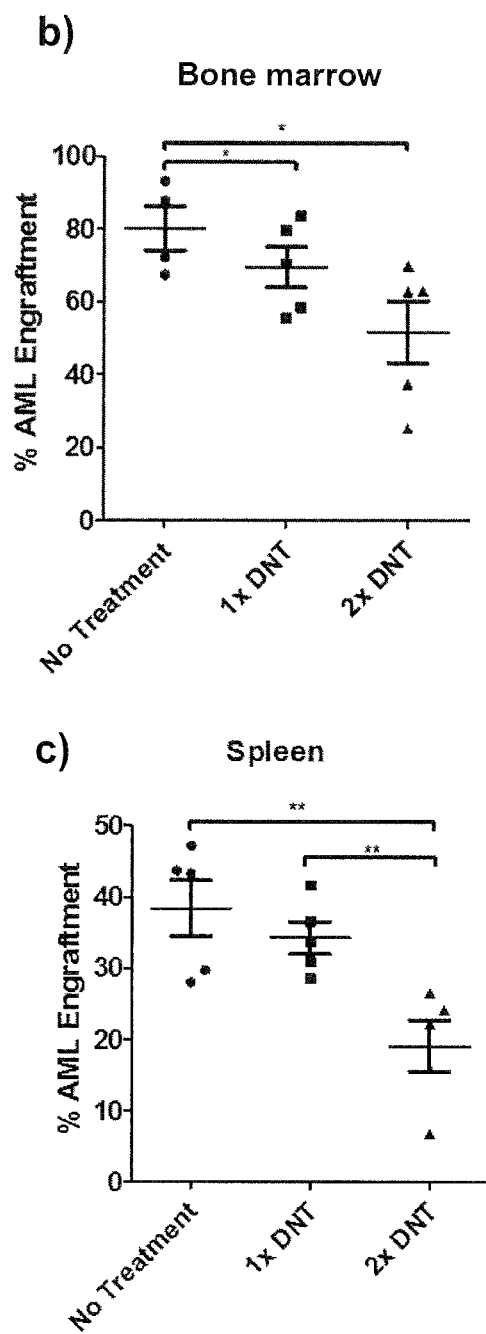 b)
Bone marrow
*
*
% AML Engraftment
100
80
60
40
20
0
No Treatment
1x DNT
2x DNT
c)
Spleen
**
**
% AML Engraftment
50
40
30
20
10
0
No Treatment
1x DNT
2x DNT